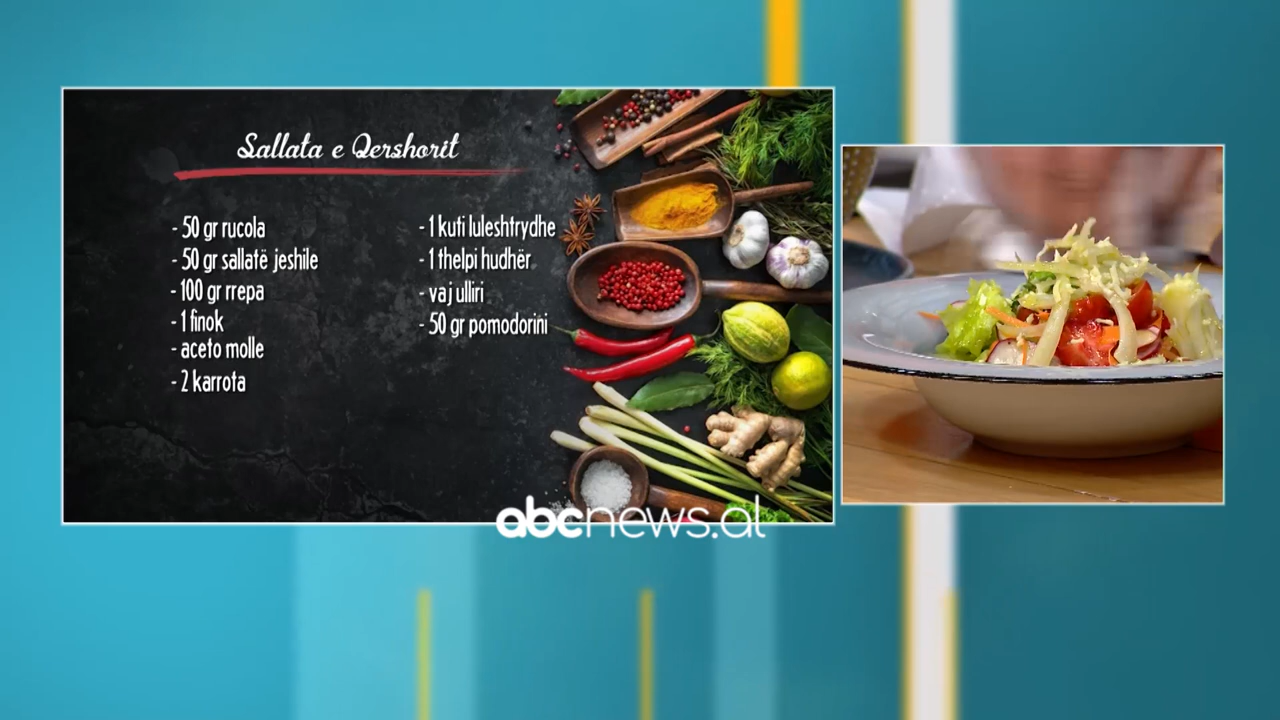 Sallata e Qershorit
- 50 gr rucola
- 50 gr sallatë jeshile
- 100 gr rrepa
- 1 finok
- aceto molle
- 2 karrota
- 1 kuti luleshtrydhe
- 1 thelpi hudhër
- vaj ulliri
- 50 gr pomodorini
abcnews.al